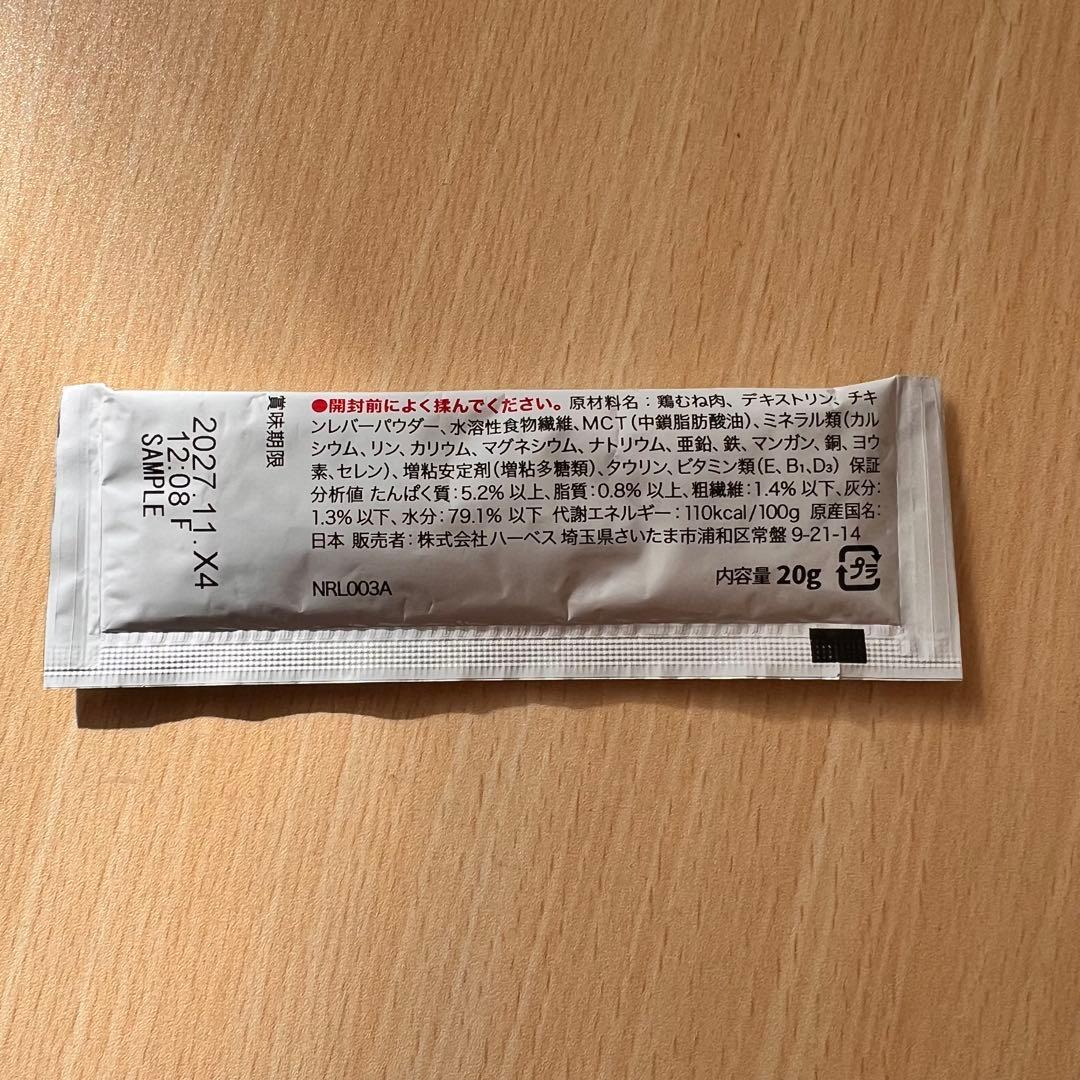 ●開封前によく揉んでください。原材料名：鶏むね肉、デキストリン、チキ
ンレバーパウダー、水溶性食物繊維、MCT（中鎖脂肪酸油）、ミネラル類（カル
シウム、リン、カリウム、マグネシウム、ナトリウム、亜鉛、鉄、マンガン、銅、ヨウ
素、セレン）、増粘安定剤（増粘多糖類）、タウリン、ビタミン類（E、B₁、D₃） 保証
分析値 たんぱく質：5.2% 以上、脂質：0.8% 以上、粗繊維：1.4% 以下、灰分：
1.3% 以下、水分：79.1% 以下 代謝エネルギー：110kcal/100g 原産国名：
日本 販売者：株式会社ハーベス 埼玉県さいたま市浦和区常盤 9-21-14
内容量 20g
プラ
NRL003A
賞味期限
2027.11.X4
12:08 F
SAMPLE